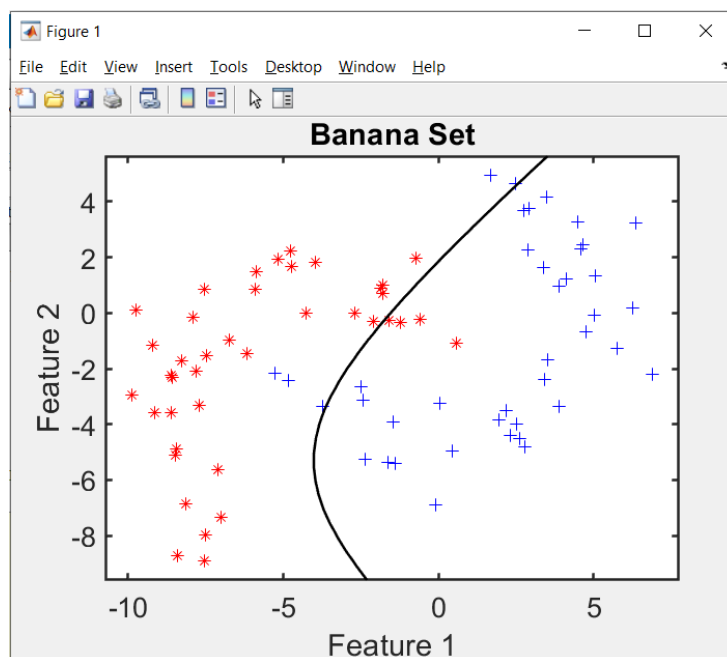 Figure 1
File Edit View Insert Tools Desktop Window Help
Banana Set
4
2
0
-2
-4
-6
-8
Feature 2
-10 -5 0 5
Feature 1